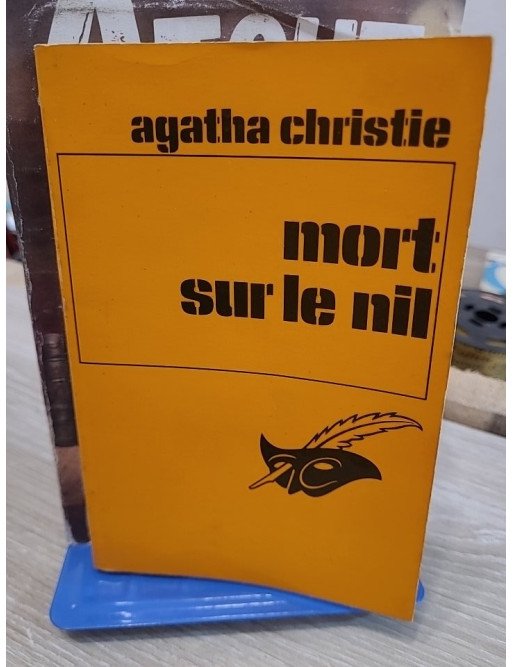 agatha christie
mort
sur le nil